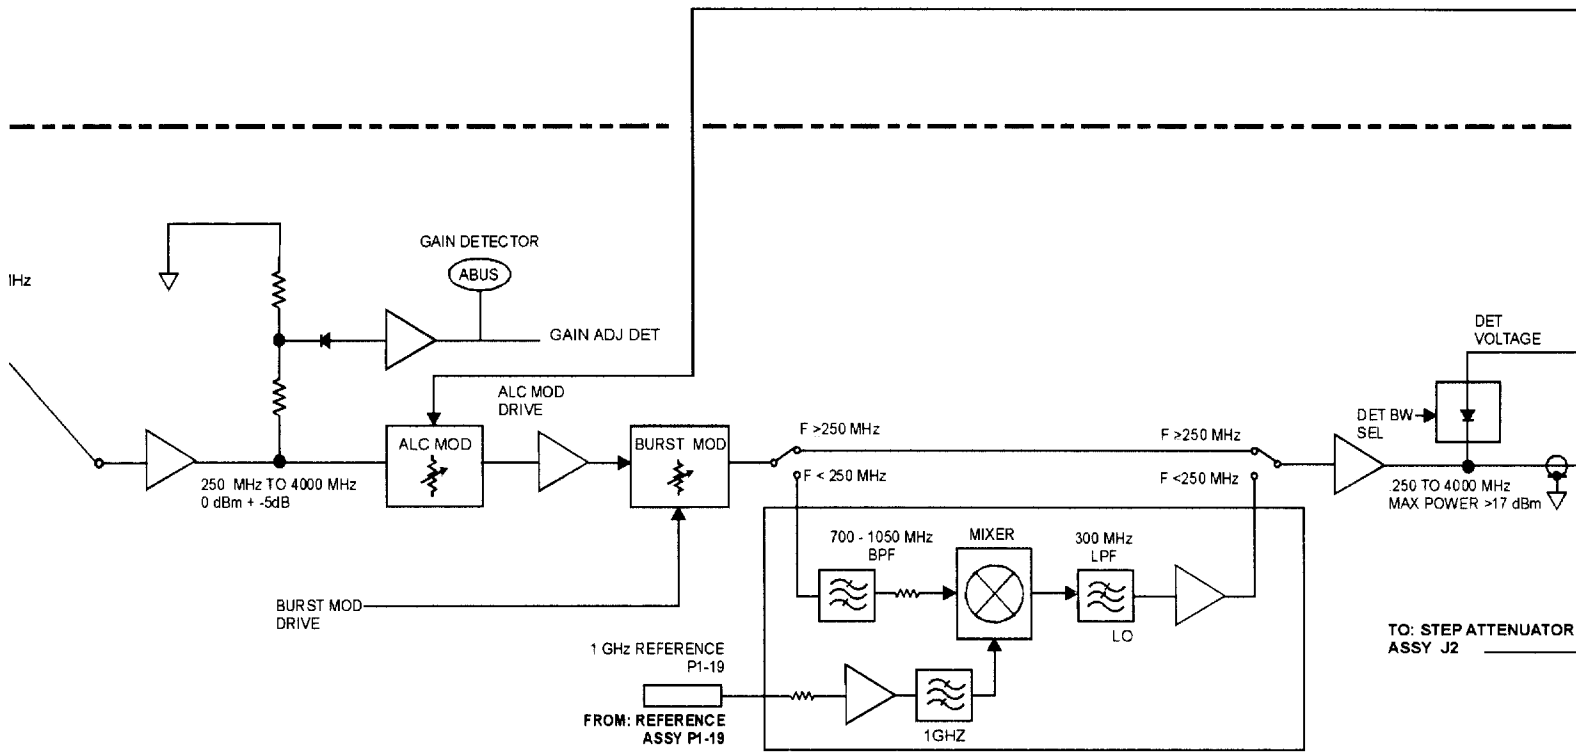 GAIN DETECTOR
ABUS
GAIN ADJ DET
ALC MOD
DRIVE
ALC MOD
BURST MOD
250 MHz TO 4000 MHz
0 dBm + -5dB
BURST MOD
DRIVE
F >250 MHz
F < 250 MHz
F >250 MHz
F <250 MHz
DET
VOLTAGE
DET BW
SEL
.250 TO 4000 MHz
MAX POWER >17 dBm
700 - 1050 MHz
BPF
MIXER
300 MHz
LPF
LO
1 GHz REFERENCE
P1-19
FROM: REFERENCE
ASSY P1-19
1GHZ
TO: STEP ATTENUATOR
ASSY J2